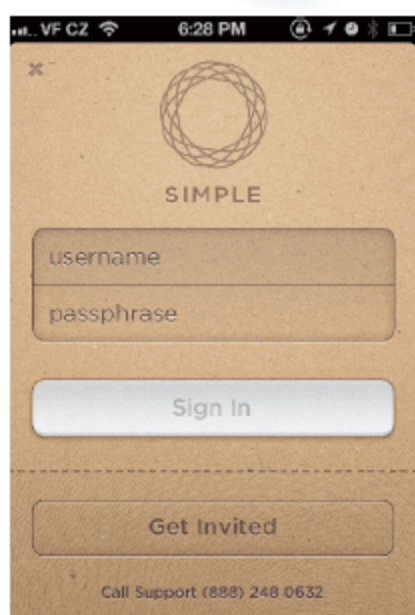 VF CZ 6:28 PM
SIMPLE
username
passphrase
Sign In
Get Invited
Call Support (888) 248 0632